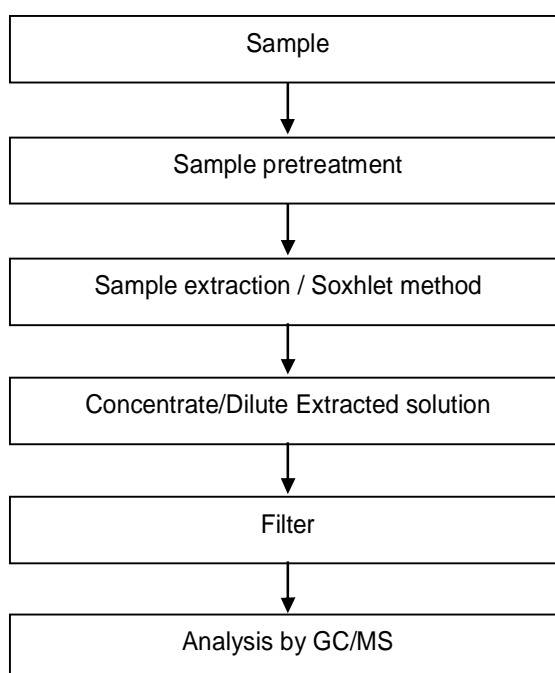 Sample
Sample pretreatment
Sample extraction / Soxhlet method
Concentrate/Dilute Extracted solution
Filter
Analysis by GC/MS